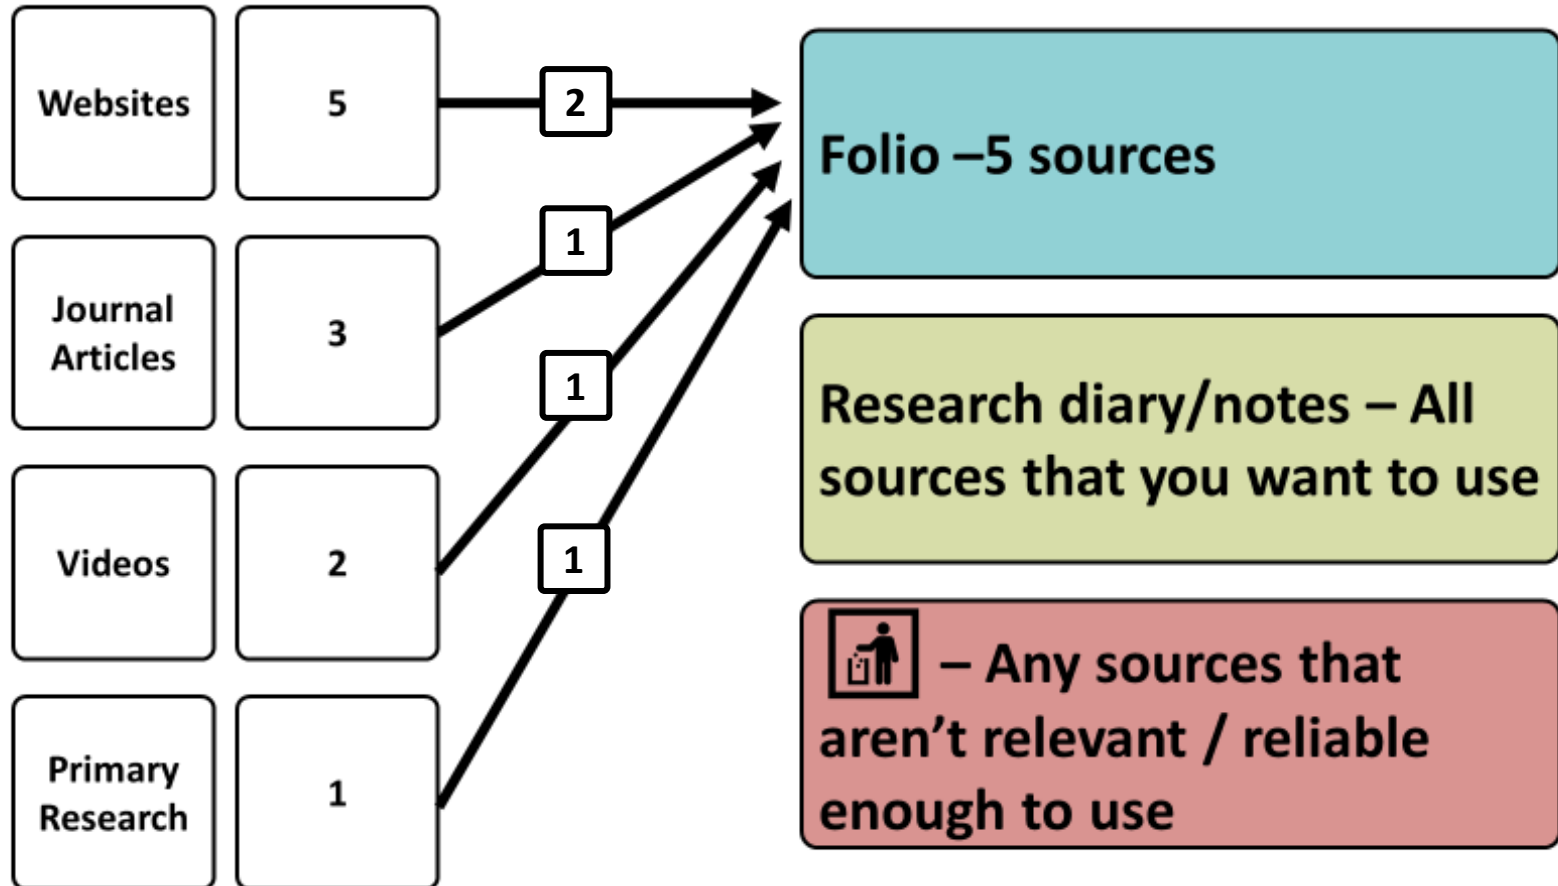 Websites
5
2
Folio –5 sources
1
Journal
Articles
3
1
Research diary/notes – All
sources that you want to use
Videos
2
1
– Any sources that
aren’t relevant / reliable
enough to use
Primary
Research
1